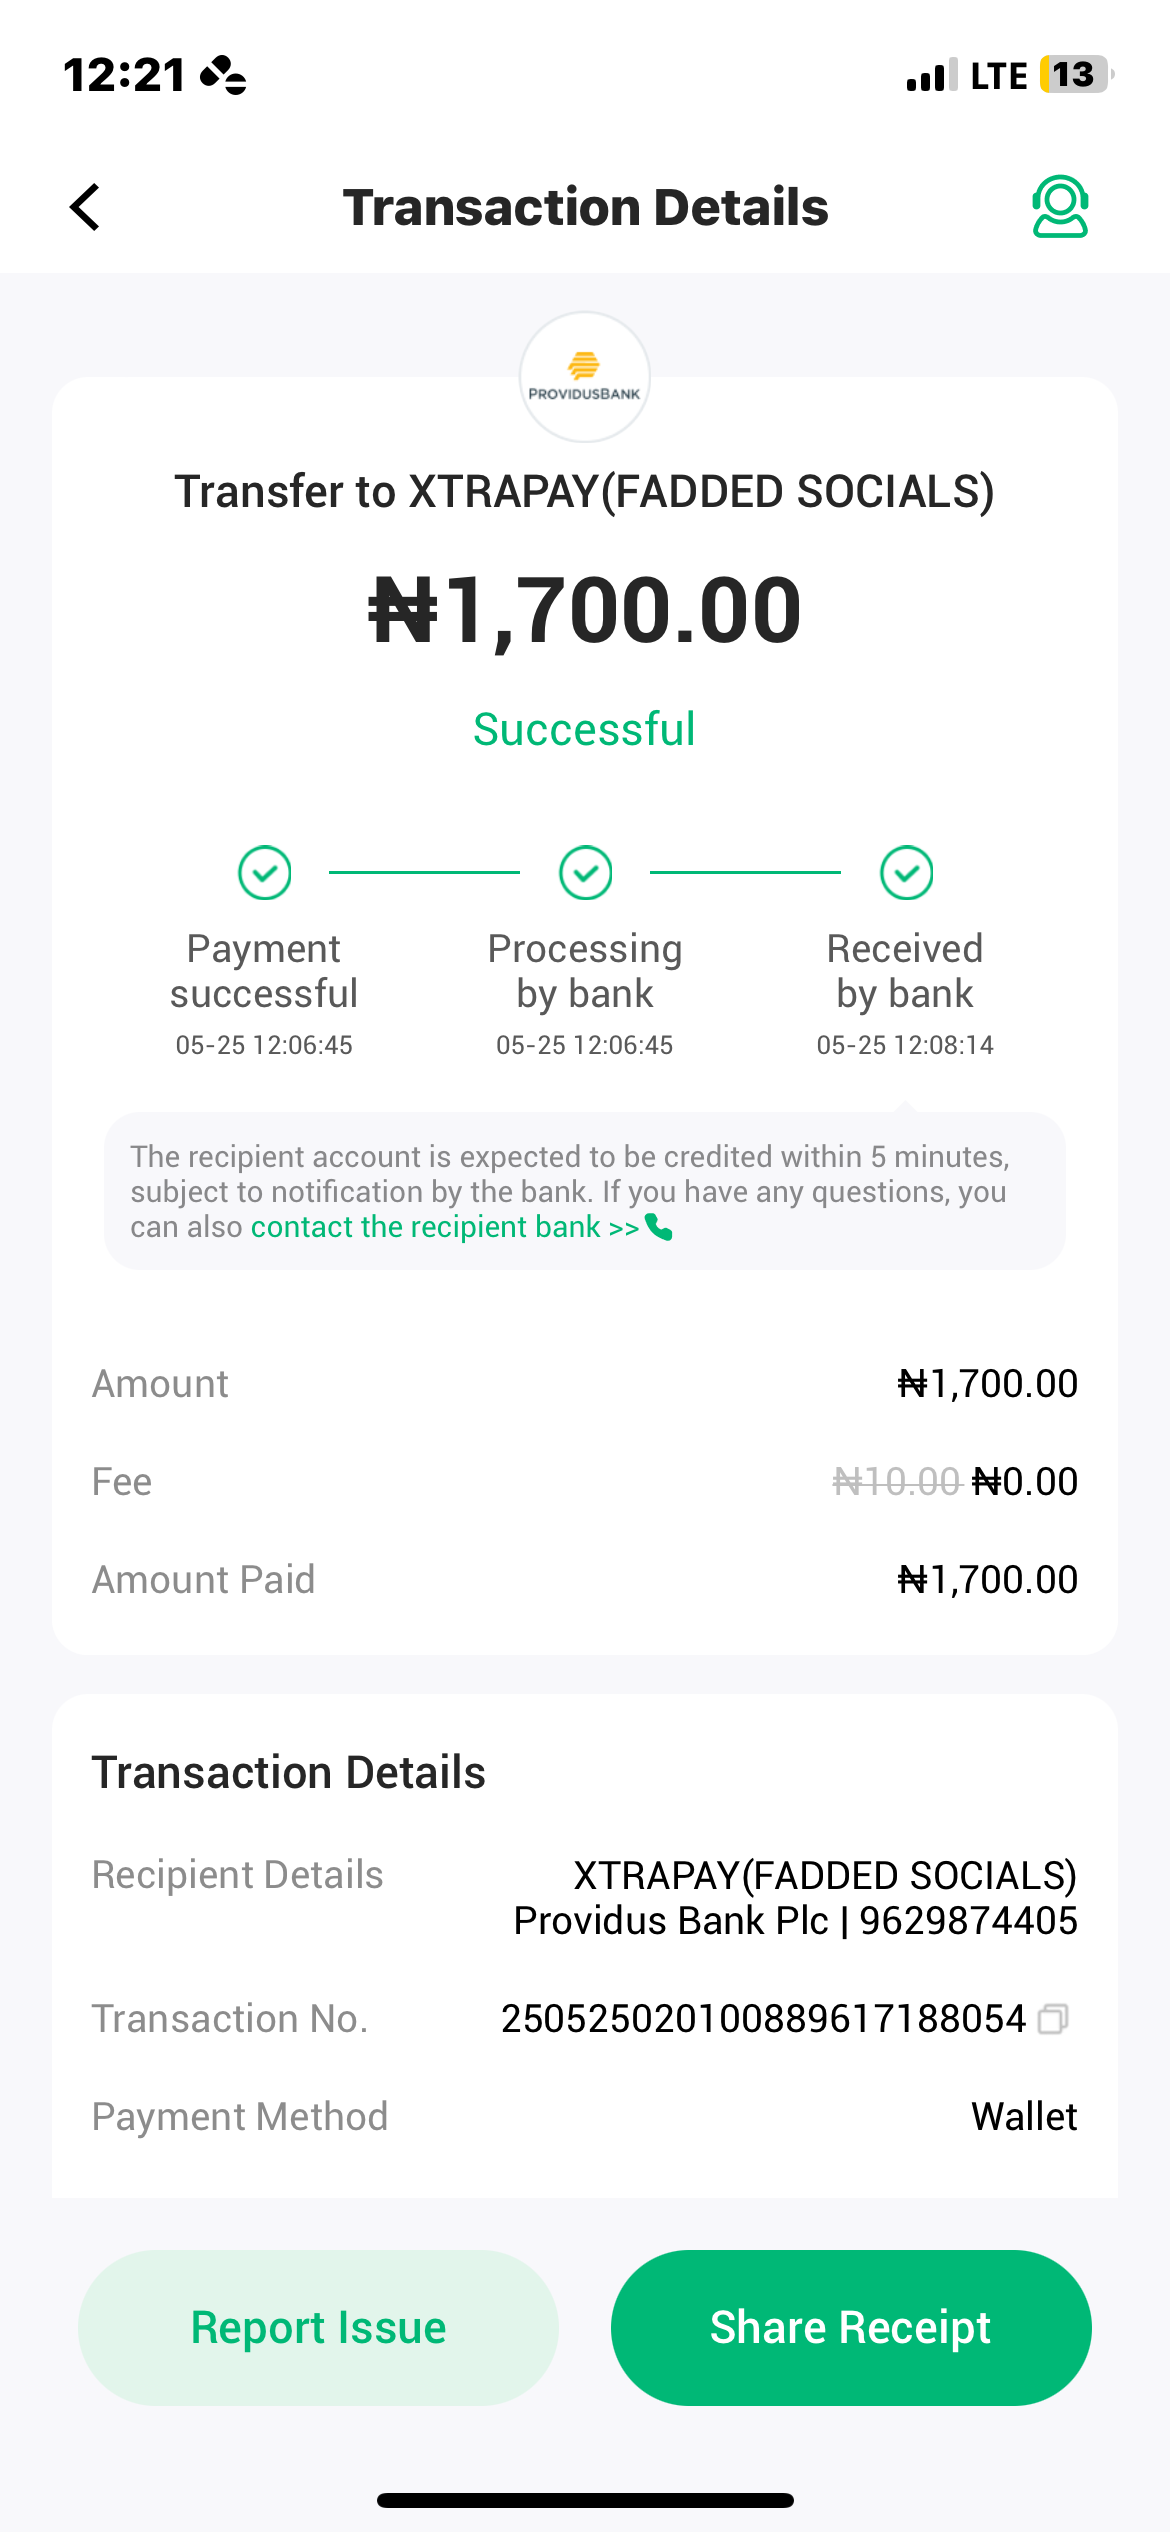 12:21
LTE 13
Transaction Details
PROVIDUSBANK
Transfer to XTRAPAY(FADDED SOCIALS)
₦1,700.00
Successful
Payment successful
05-25 12:06:45
Processing by bank
05-25 12:06:45
Received by bank
05-25 12:08:14
The recipient account is expected to be credited within 5 minutes,
subject to notification by the bank. If you have any questions, you
can also contact the recipient bank >>
Amount ₦1,700.00
Fee ₦10.00 ₦0.00
Amount Paid ₦1,700.00
Transaction Details
Recipient Details XTRAPAY(FADDED SOCIALS)
Providus Bank Plc | 9629874405
Transaction No. 250525020100889617188054
Payment Method Wallet
Report Issue
Share Receipt